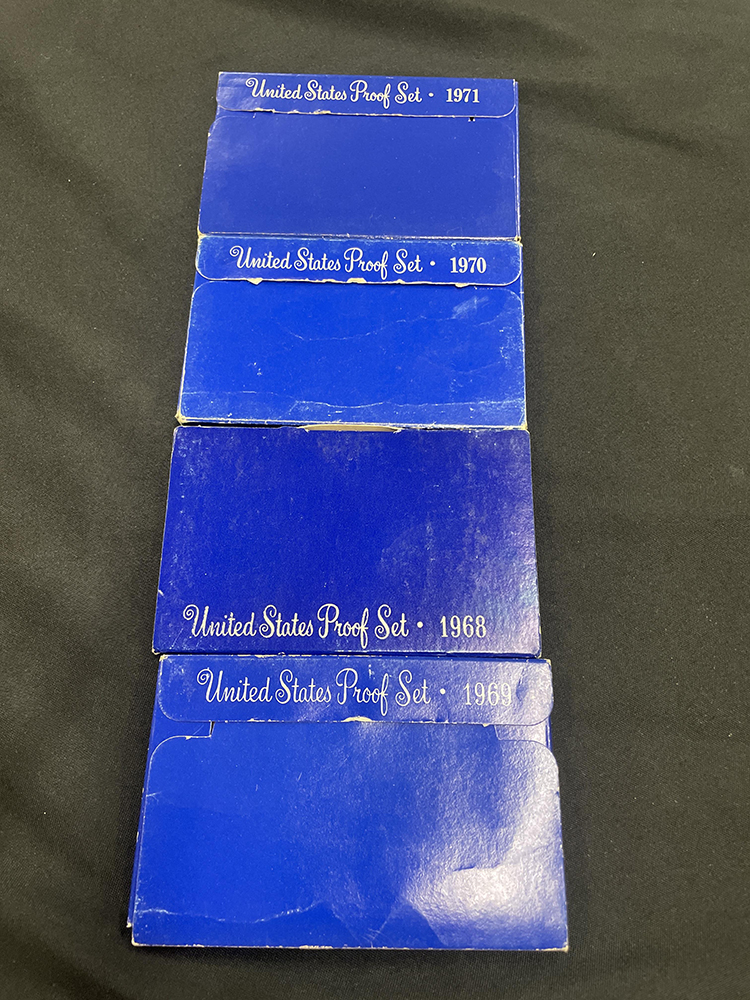 United States Proof Set · 1971
United States Proof Set · 1970
United States Proof Set · 1968
United States Proof Set · 1969